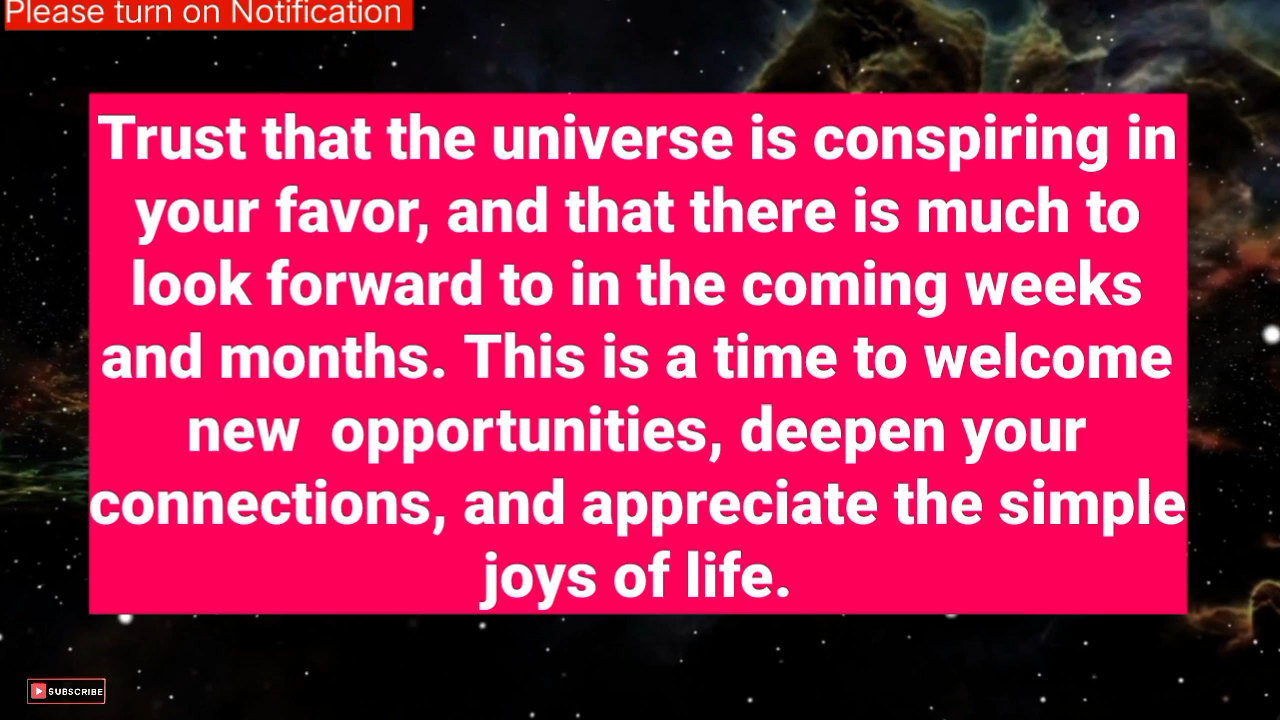 Please turn on Notification
Trust that the universe is conspiring in
your favor, and that there is much to
look forward to in the coming weeks
and months. This is a time to welcome
new  opportunities, deepen your
connections, and appreciate the simple
joys of life.
SUBSCRIBE